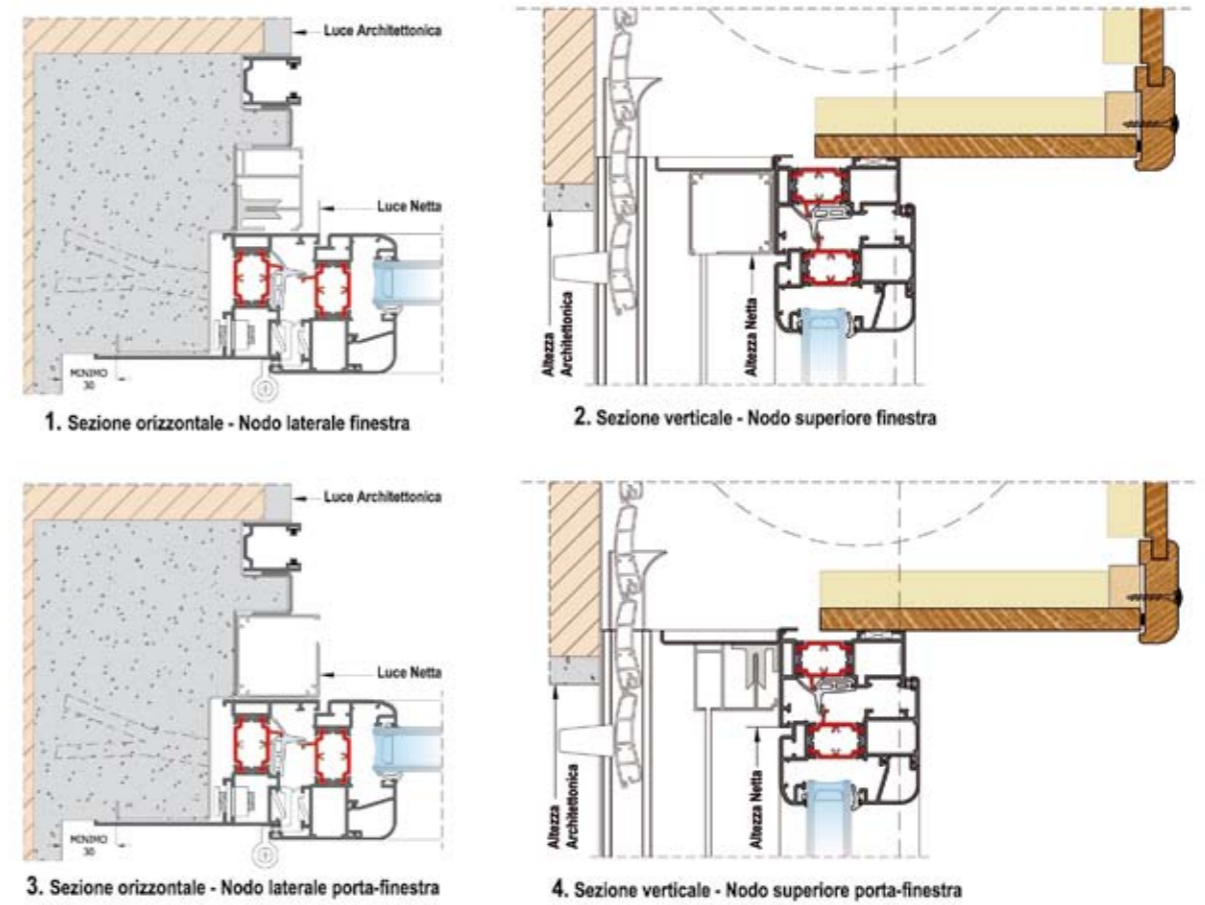 Luce Architettonica
Luce Netta
MINIMO
30
1. Sezione orizzontale - Nodo laterale finestra
Altezza
Architettonica
Altezza Netta
2. Sezione verticale - Nodo superiore finestra
Luce Architettonica
Luce Netta
MINIMO
30
3. Sezione orizzontale - Nodo laterale porta-finestra
Altezza
Architettonica
Altezza Netta
4. Sezione verticale - Nodo superiore porta-finestra